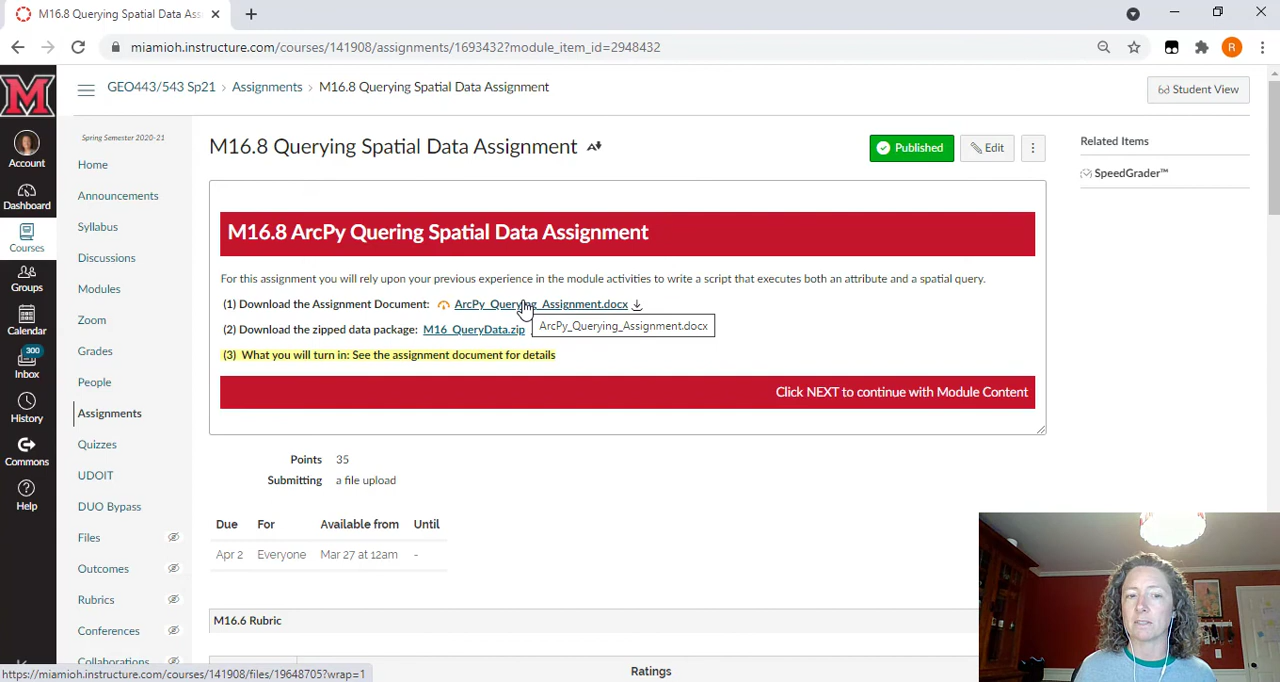 M16.8 Querying Spatial Data Ass
miamioh.instructure.com/courses/141908/assignments/1693432?module_item_id=2948432
R
M
GEO443/543 Sp21 › Assignments › M16.8 Querying Spatial Data Assignment
Student View
Account
Dashboard
Courses
Groups
Calendar
300
Inbox
History
Commons
Help
Spring Semester 2020-21
Home
Announcements
Syllabus
Discussions
Modules
Zoom
Grades
People
Assignments
Quizzes
UDOIT
DUO Bypass
Files
Outcomes
Rubrics
Conferences
Collaborations
M16.8 Querying Spatial Data Assignment
Published
Edit
Related Items
SpeedGrader™
M16.8 ArcPy Quering Spatial Data Assignment
For this assignment you will rely upon your previous experience in the module activities to write a script that executes both an attribute and a spatial query.
(1) Download the Assignment Document: ArcPy_Querying_Assignment.docx
ArcPy_Querying_Assignment.docx
(2) Download the zipped data package: M16_QueryData.zip
(3) What you will turn in: See the assignment document for details
Click NEXT to continue with Module Content
Points 35
Submitting a file upload
Due For Available from Until
Apr 2 Everyone Mar 27 at 12am -
M16.6 Rubric
Ratings
https://miamioh.instructure.com/courses/141908/files/19648705?wrap=1